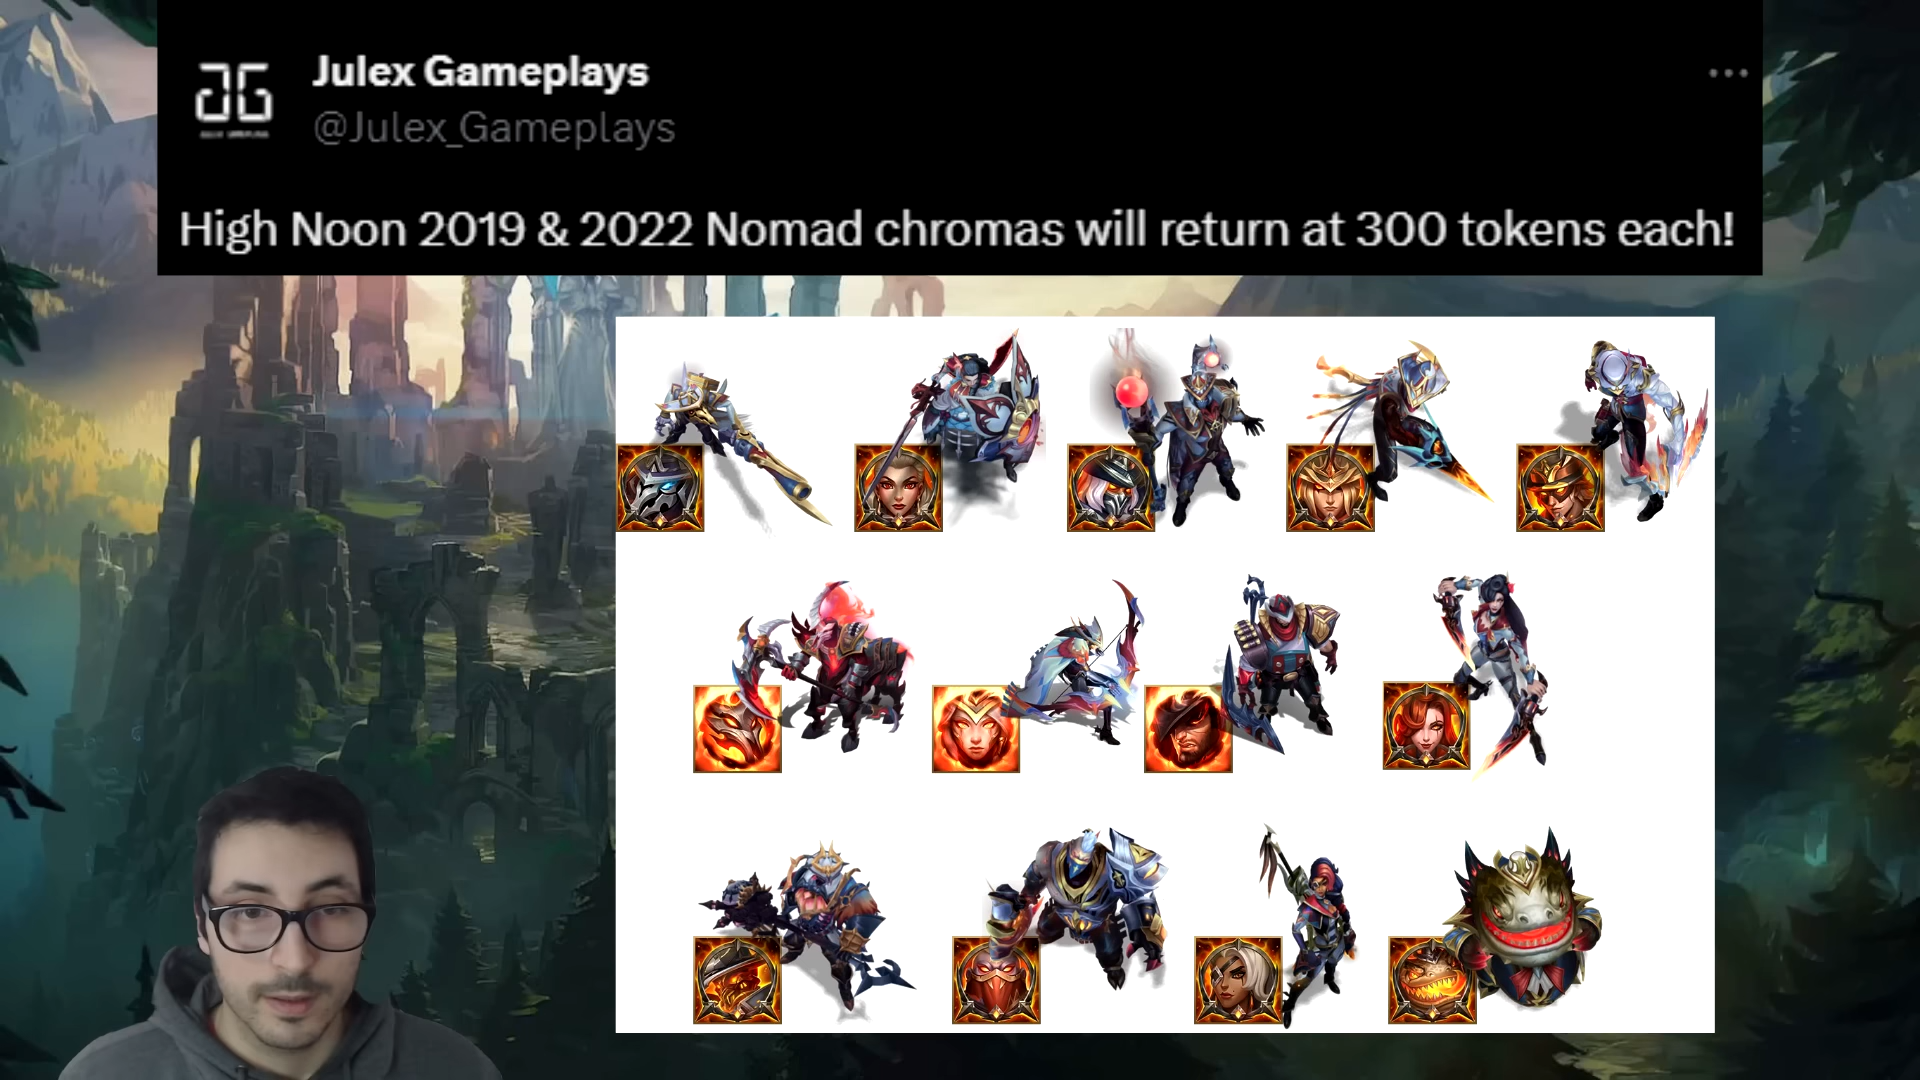 Julex Gameplays
@Julex_Gameplays
High Noon 2019 & 2022 Nomad chromas will return at 300 tokens each!